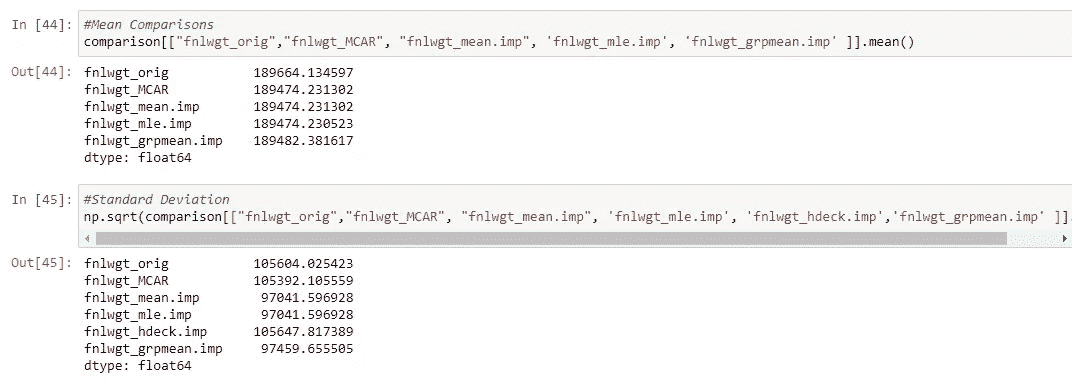 In [44]: #Mean Comparisons
comparison[["fnlwgt_orig","fnlwgt_MCAR", "fnlwgt_mean.imp", 'fnlwgt_mle.imp', 'fnlwgt_grpmean.imp' ]].mean()
Out[44]: fnlwgt_orig 189664.134597
fnlwgt_MCAR 189474.231302
fnlwgt_mean.imp 189474.231302
fnlwgt_mle.imp 189474.230523
fnlwgt_grpmean.imp 189482.381617
dtype: float64
In [45]: #Standard Deviation
np.sqrt(comparison[["fnlwgt_orig","fnlwgt_MCAR", "fnlwgt_mean.imp", 'fnlwgt_mle.imp', 'fnlwgt_hdeck.imp','fnlwgt_grpmean.imp' ]].
Out[45]: fnlwgt_orig 105604.025423
fnlwgt_MCAR 105392.105559
fnlwgt_mean.imp 97041.596928
fnlwgt_mle.imp 97041.596928
fnlwgt_hdeck.imp 105647.817389
fnlwgt_grpmean.imp 97459.655505
dtype: float64